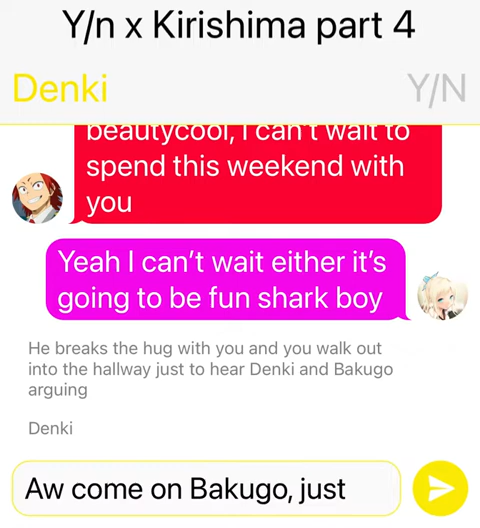 Y/n x Kirishima part 4
Denki
Y/N
beautycool, I can't wait to
spend this weekend with
you
Yeah I can't wait either it's
going to be fun shark boy
He breaks the hug with you and you walk out
into the hallway just to hear Denki and Bakugo
arguing
Denki
Aw come on Bakugo, just